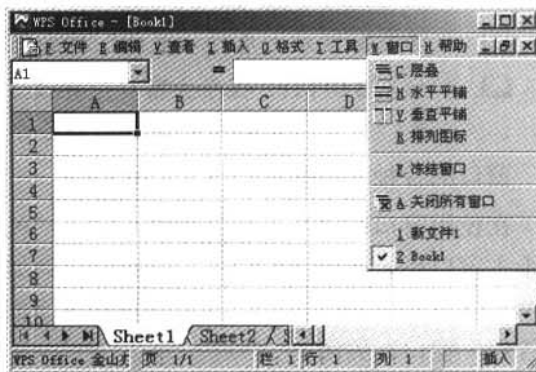 WPS Office - [Book1]
F 文件 E 编辑 V 查看 I 插入 O 格式 T 工具 W 窗口 H 帮助
A1 =
C 层叠
H 水平平铺
V 垂直平铺
R 排列图标
F 冻结窗口
A 关闭所有窗口
1 新文件1
2 Book1
A B C D
1
2
3
4
5
6
7
8
9
10
Sheet1 Sheet2
WPS Office 金山 页 1/1 栏 1 行 1 列 1 插入